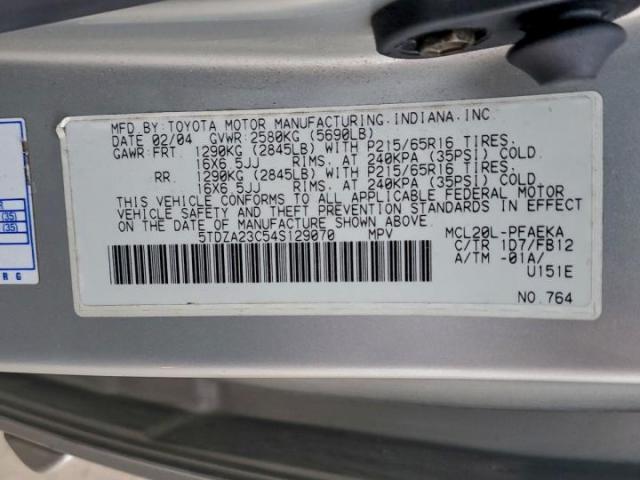 MFD. BY: TOYOTA MOTOR MANUFACTURING. INDIANA. INC.
DATE 02/04 GVWR: 2580KG (5690LB)
GAWR: FRT 1290KG (2845LB) WITH P215/65R16 TIRES.
16X6.5JJ RIMS. AT 240KPA (35PSI) COLD
RR 1290KG (2845LB) WITH P215/65R16 TIRES.
16X6.5JJ RIMS. AT 240KPA (35PSI) COLD
THIS VEHICLE CONFORMS TO ALL APPLICABLE FEDERAL MOTOR
VEHICLE SAFETY AND THEFT PREVENTION STANDARDS IN EFFECT
ON THE DATE OF MANUFACTURE SHOWN ABOVE.
5TDZA23C54S129070 MPV
MCL20L-PFAEKA
C/TR 1D7/FB12
A/TM -01A/
U151E
NO. 764
(35)
(35)
R G